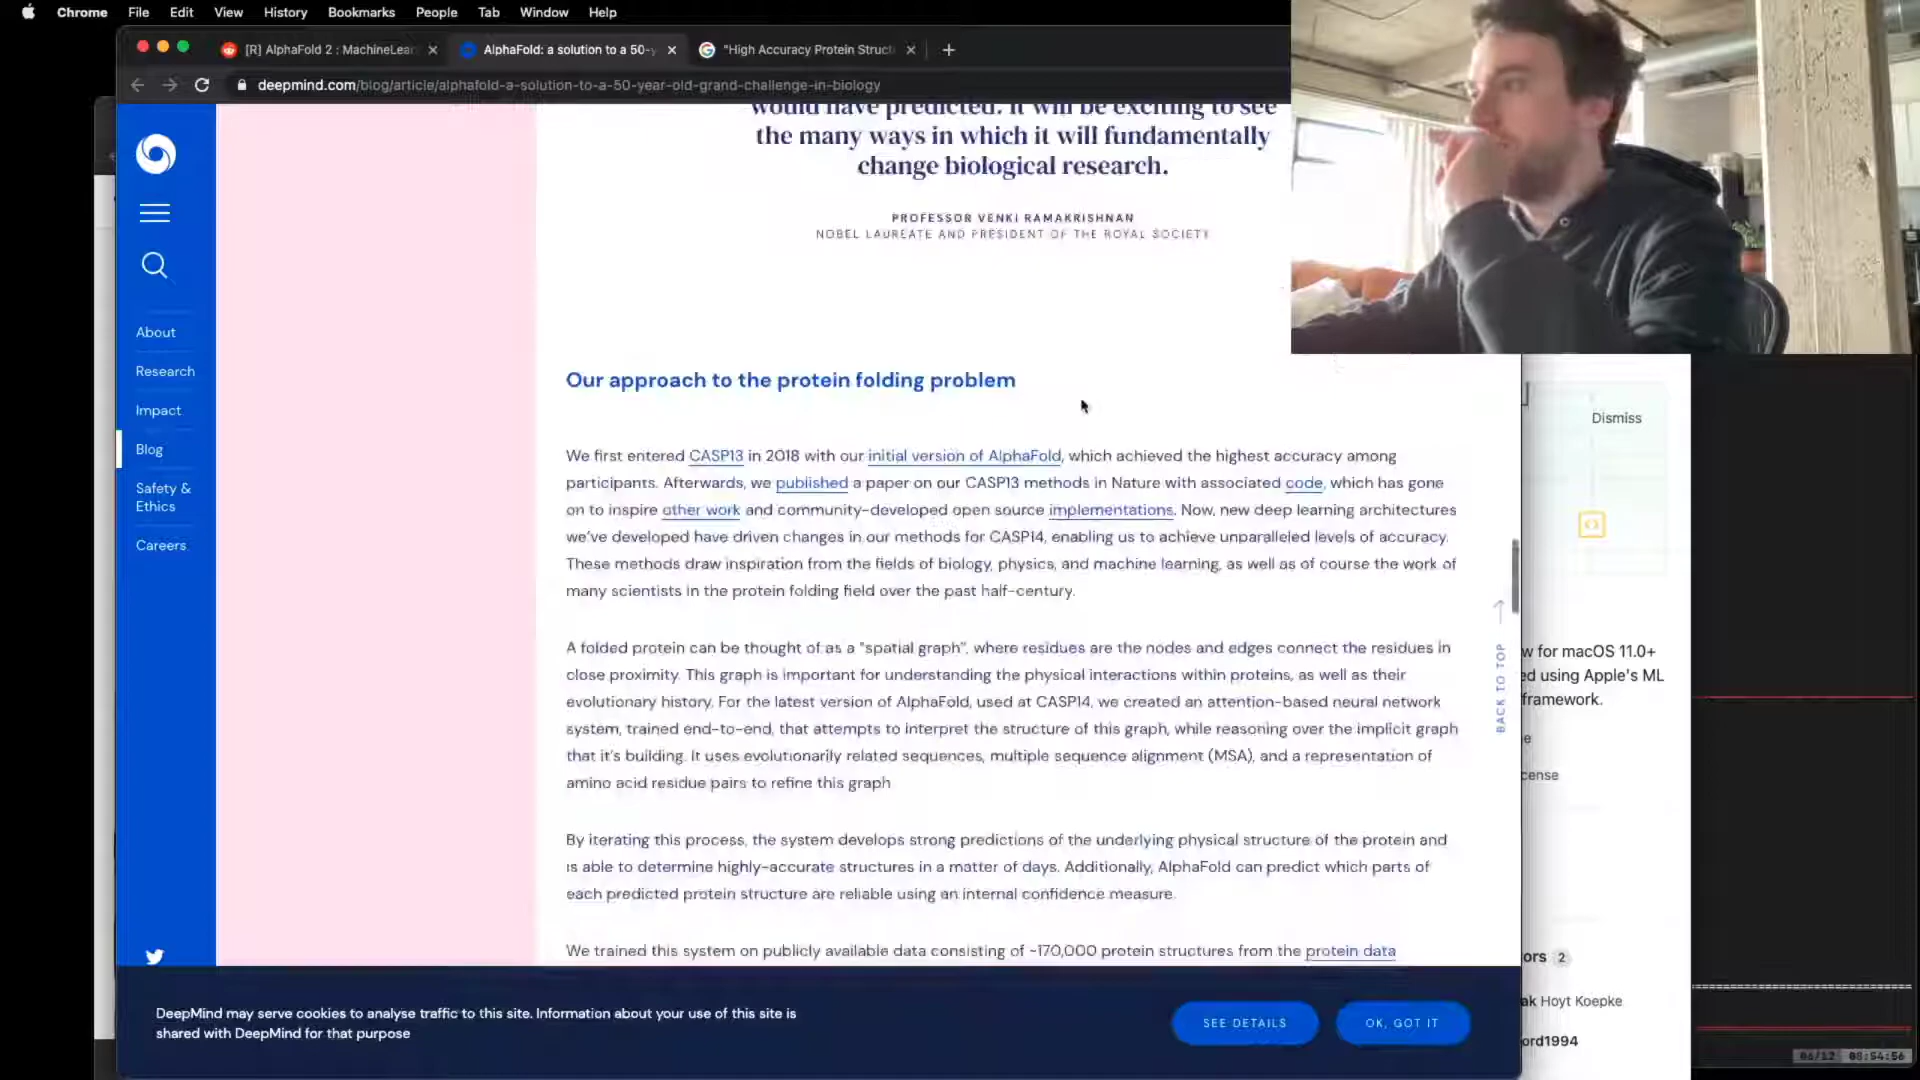 Chrome File Edit View History Bookmarks People Tab Window Help
[R] AlphaFold 2 : MachineLear
AlphaFold: a solution to a 50-y
"High Accuracy Protein Struct
deepmind.com/blog/article/alphafold-a-solution-to-a-50-year-old-grand-challenge-in-biology
would have predicted. It will be exciting to see
the many ways in which it will fundamentally
change biological research.
PROFESSOR VENKI RAMAKRISHNAN
NOBEL LAUREATE AND PRESIDENT OF THE ROYAL SOCIETY
About
Research
Impact
Blog
Safety &
Ethics
Careers
Our approach to the protein folding problem
We first entered CASP13 in 2018 with our initial version of AlphaFold, which achieved the highest accuracy among
participants. Afterwards, we published a paper on our CASP13 methods in Nature with associated code, which has gone
on to inspire other work and community-developed open source implementations. Now, new deep learning architectures
we've developed have driven changes in our methods for CASP14, enabling us to achieve unparalleled levels of accuracy.
These methods draw inspiration from the fields of biology, physics, and machine learning, as well as of course the work of
many scientists in the protein folding field over the past half-century.
A folded protein can be thought of as a "spatial graph", where residues are the nodes and edges connect the residues in
close proximity. This graph is important for understanding the physical interactions within proteins, as well as their
evolutionary history. For the latest version of AlphaFold, used at CASP14, we created an attention-based neural network
system, trained end-to-end, that attempts to interpret the structure of this graph, while reasoning over the implicit graph
that it's building. It uses evolutionarily related sequences, multiple sequence alignment (MSA), and a representation of
amino acid residue pairs to refine this graph
By iterating this process, the system develops strong predictions of the underlying physical structure of the protein and
is able to determine highly-accurate structures in a matter of days. Additionally, AlphaFold can predict which parts of
each predicted protein structure are reliable using an internal confidence measure.
We trained this system on publicly available data consisting of ~170,000 protein structures from the protein data
BACK TO TOP
DeepMind may serve cookies to analyse traffic to this site. Information about your use of this site is
shared with DeepMind for that purpose
SEE DETAILS
OK, GOT IT
Dismiss
w for macOS 11.0+
ed using Apple's ML
framework.
e
cense
ors 2
ak Hoyt Koepke
ord1994
06/12 08:54:56